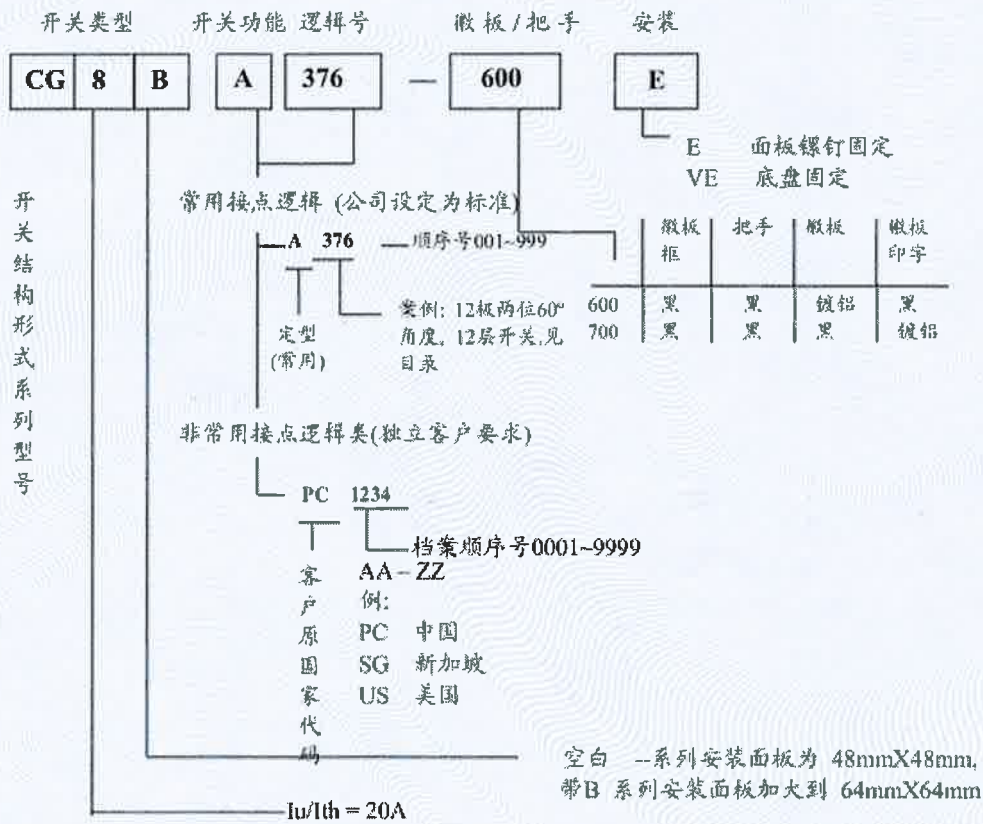 开关类型 开关功能 逻辑号 徽板/把手 安装
CG 8 B A 376 — 600 E
E 面板螺钉固定
VE 底盘固定
开关结构形式系列型号
常用接点逻辑 (公司设定为标准)
A 376 顺序号001~999
定型
(常用)
案例: 12极两位60°
角度, 12层开关,见
目录
徽板框 把手 徽板 徽板印字
600 黑 黑 镀铝 黑
700 黑 黑 黑 镀铝
非常用接点逻辑类(独立客户要求)
PC 1234
档案顺序号0001~9999
客户原国家代码
AA-ZZ
例:
PC 中国
SG 新加坡
US 美国
空白 --系列安装面板为 48mmX48mm,
带B 系列安装面板加大到 64mmX64mm
Iu/Ith = 20A